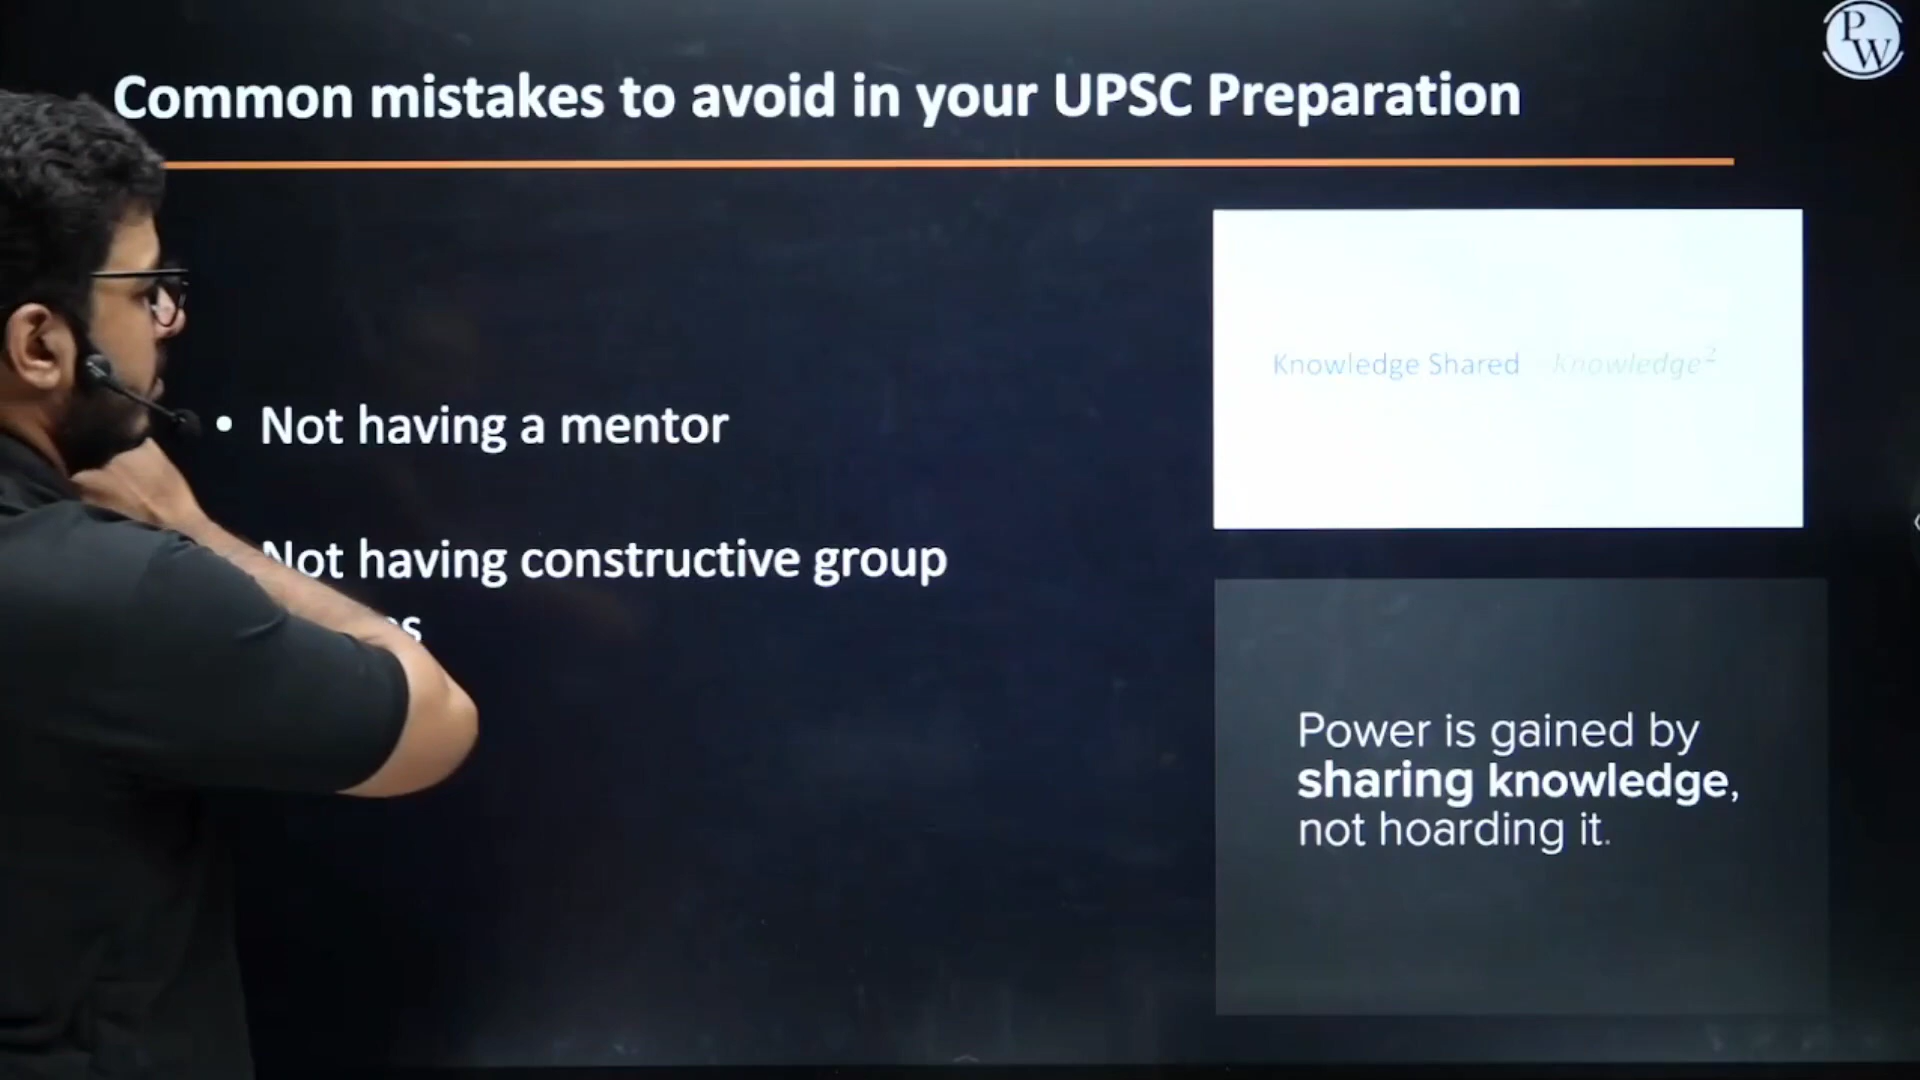 PW
Common mistakes to avoid in your UPSC Preparation
Knowledge Shared = Knowledge²
• Not having a mentor
Not having constructive group
Power is gained by
sharing knowledge,
not hoarding it.